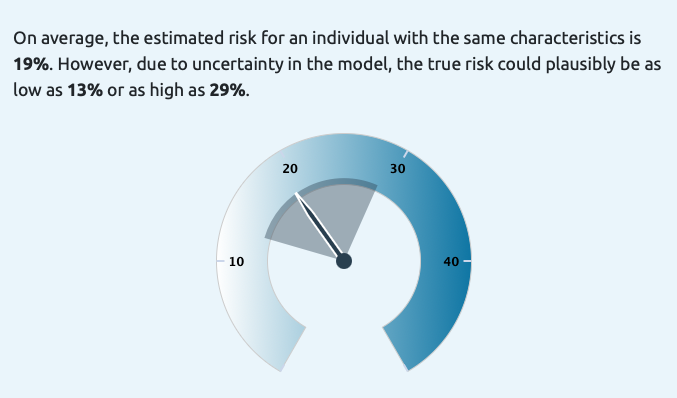 On average, the estimated risk for an individual with the same characteristics is
19%. However, due to uncertainty in the model, the true risk could plausibly be as
low as 13% or as high as 29%.
20
30
10
40